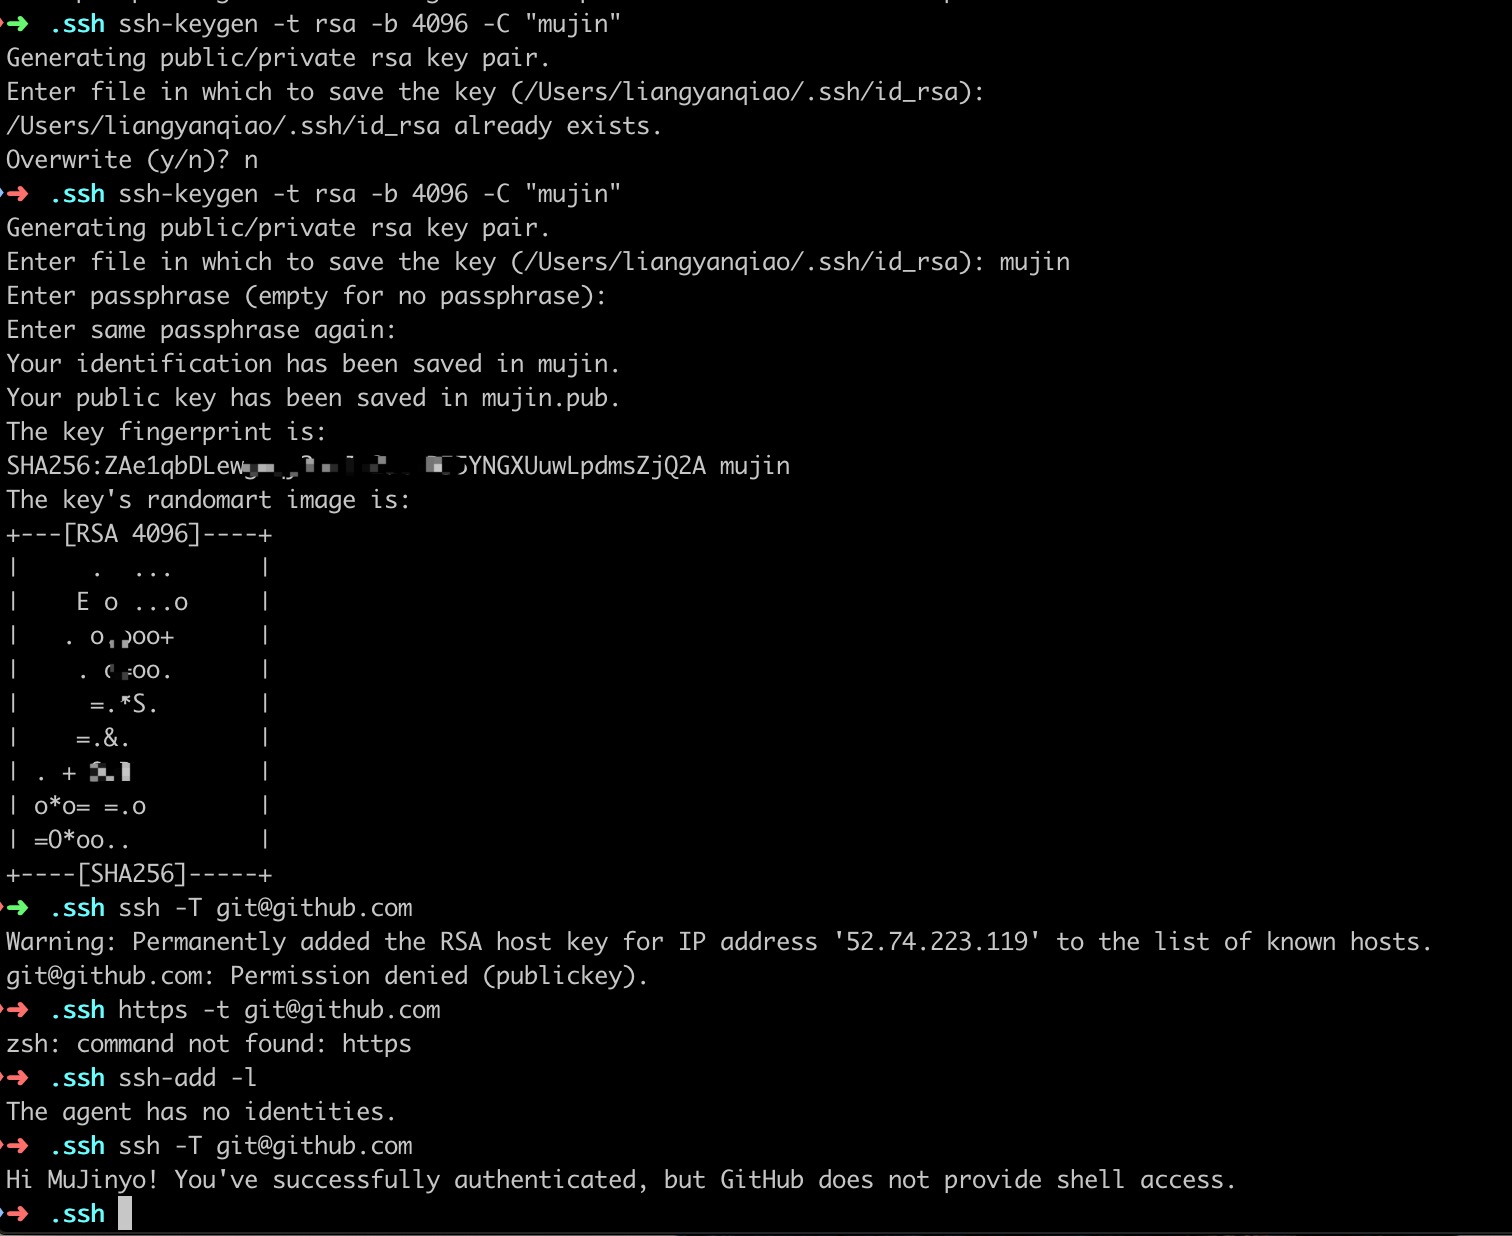 ➜ .ssh ssh-keygen -t rsa -b 4096 -C "mujin"
Generating public/private rsa key pair.
Enter file in which to save the key (/Users/liangyanqiao/.ssh/id_rsa):
/Users/liangyanqiao/.ssh/id_rsa already exists.
Overwrite (y/n)? n
➜ .ssh ssh-keygen -t rsa -b 4096 -C "mujin"
Generating public/private rsa key pair.
Enter file in which to save the key (/Users/liangyanqiao/.ssh/id_rsa): mujin
Enter passphrase (empty for no passphrase):
Enter same passphrase again:
Your identification has been saved in mujin.
Your public key has been saved in mujin.pub.
The key fingerprint is:
mujin
The key's randomart image is:
+---[RSA 4096]----+
|     .  ...      |
|    E o ...o     |
|   . o   oo+      |
|   .     oo.      |
|     =.*S.       |
|    =.&.         |
| . +             |
| o*o= =.o        |
| =O*oo..         |
+----[SHA256]-----+
➜ .ssh ssh -T git@github.com
Warning: Permanently added the RSA host key for IP address '52.74.223.119' to the list of known hosts.
git@github.com: Permission denied (publickey).
➜ .ssh https -t git@github.com
zsh: command not found: https
➜ .ssh ssh-add -l
The agent has no identities.
➜ .ssh ssh -T git@github.com
Hi MuJinyo! You've successfully authenticated, but GitHub does not provide shell access.
➜ .ssh